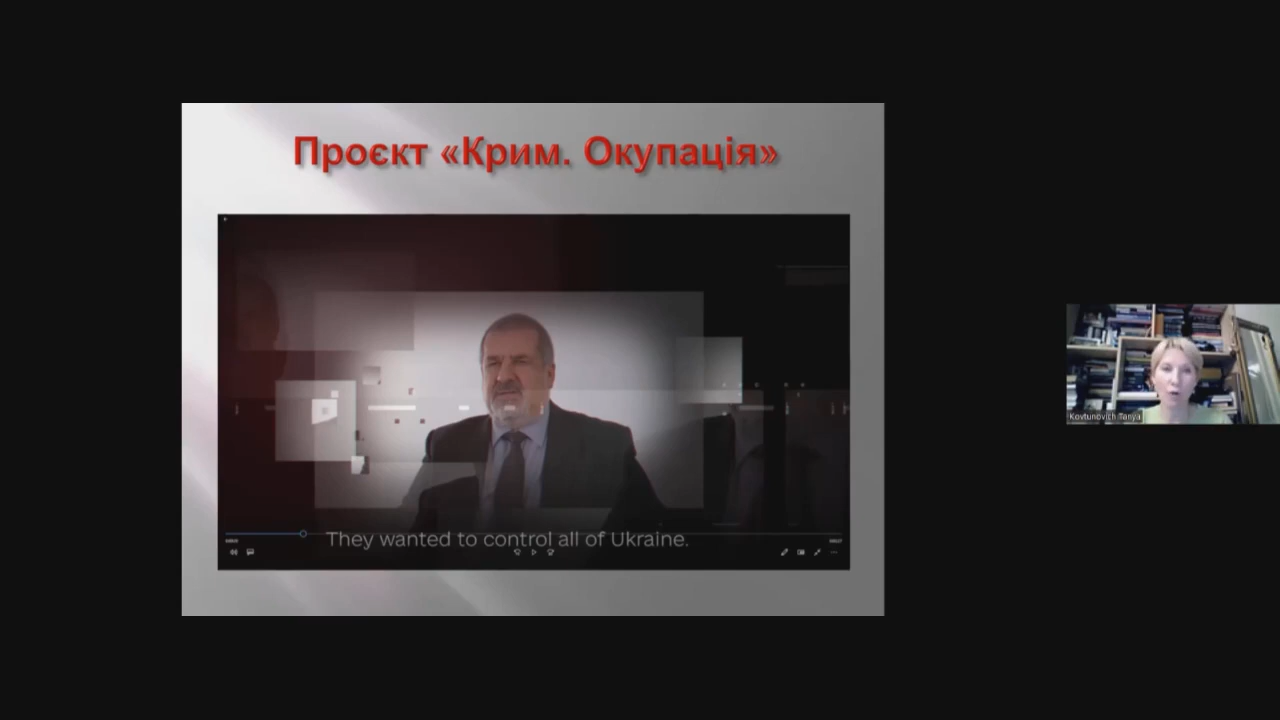 Проєкт «Крим. Окупація»
They wanted to control all of Ukraine.
Kovtunovich Tanya